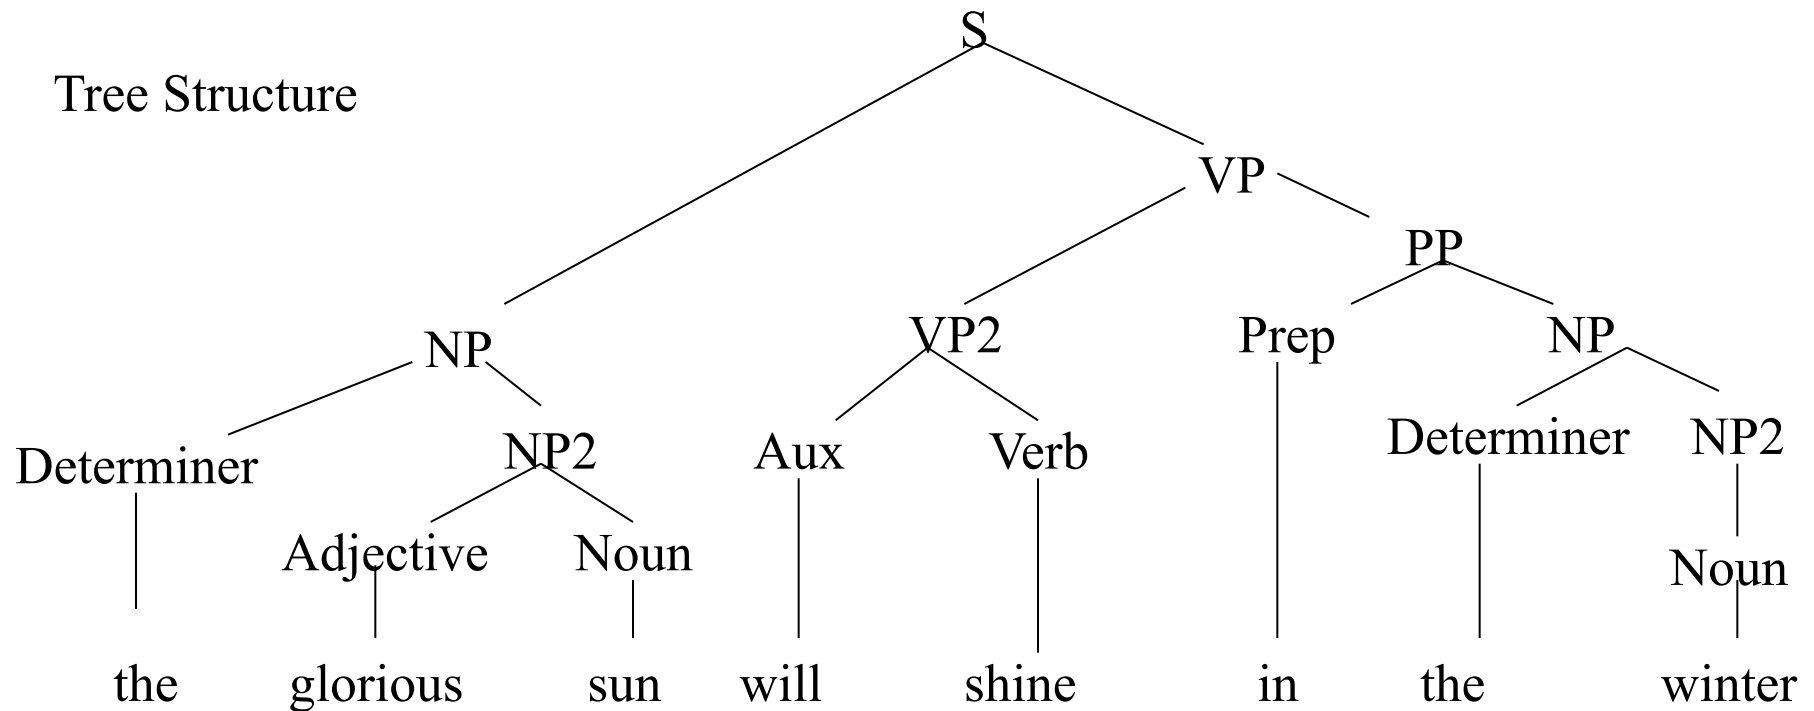 S
Tree Structure
VP
PP
NP VP2 Prep NP
Determiner NP2 Aux Verb Determiner NP2
Adjective Noun Noun
the glorious sun will shine in the winter